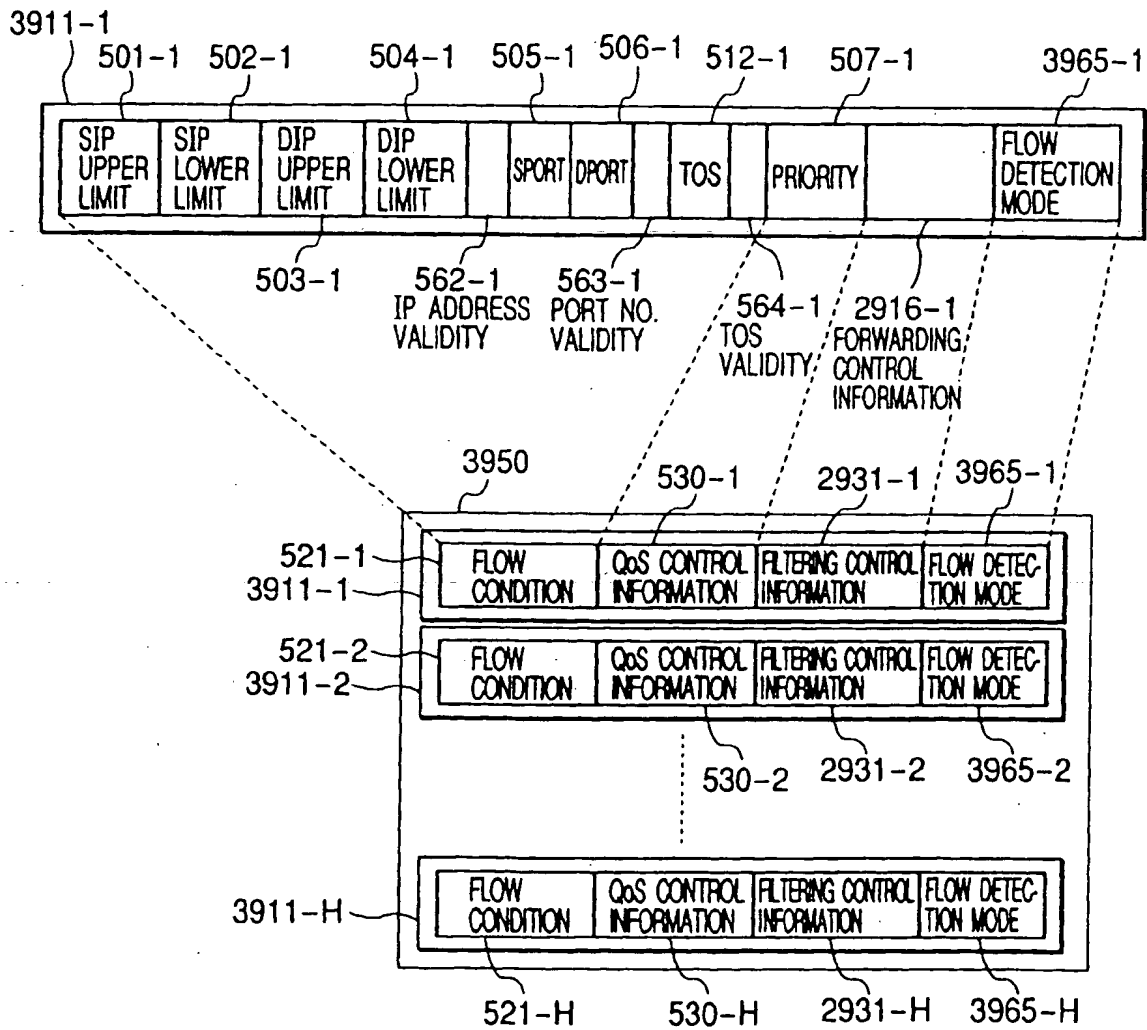 3911-1
501-1
502-1
504-1
505-1
506-1
512-1
507-1
3965-1
SIP UPPER LIMIT
SIP LOWER LIMIT
DIP UPPER LIMIT
DIP LOWER LIMIT
SPORT
DPORT
TOS
PRIORITY
FLOW DETECTION MODE
503-1
562-1
IP ADDRESS
VALIDITY
563-1
PORT NO.
VALIDITY
564-1
TOS
VALIDITY
2916-1
FORWARDING
CONTROL
INFORMATION
3950
530-1
2931-1
3965-1
521-1
3911-1
FLOW CONDITION
QoS CONTROL INFORMATION
FILTERING CONTROL INFORMATION
FLOW DETEC-
TION MODE
521-2
3911-2
FLOW CONDITION
QoS CONTROL INFORMATION
FILTERING CONTROL INFORMATION
FLOW DETEC-
TION MODE
530-2
2931-2
3965-2
3911-H
FLOW CONDITION
QoS CONTROL INFORMATION
FILTERING CONTROL INFORMATION
FLOW DETEC-
TION MODE
521-H
530-H
2931-H
3965-H